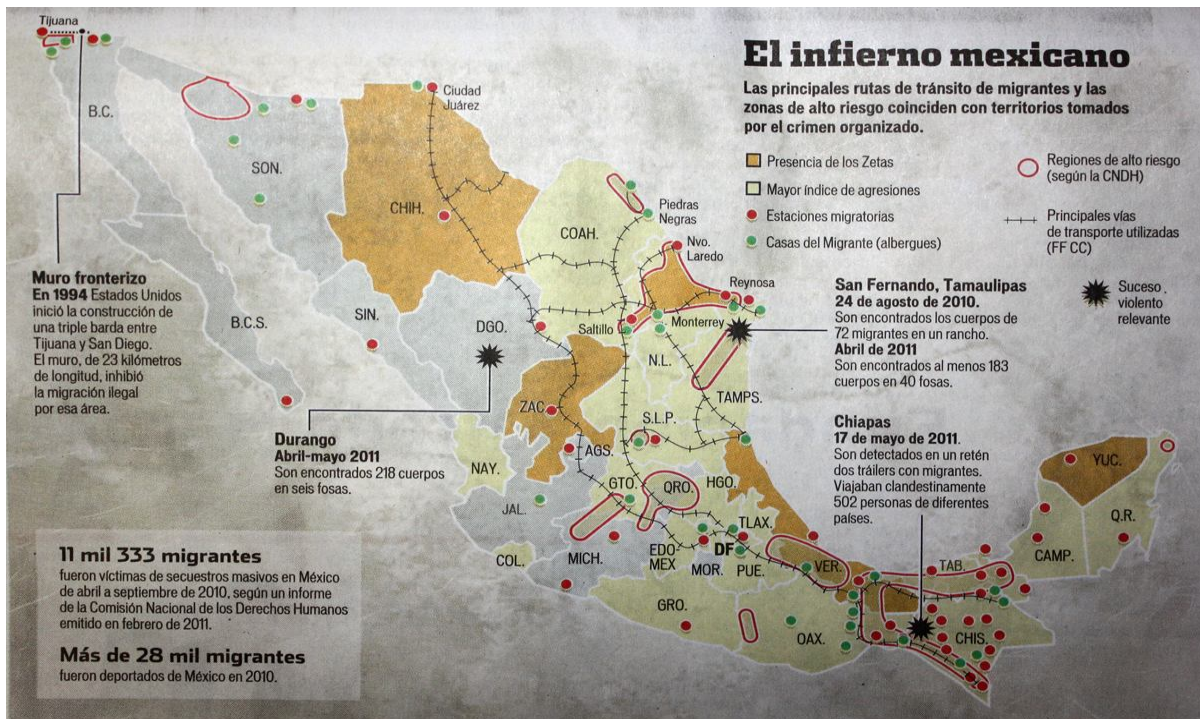 El infierno mexicano
Las principales rutas de tránsito de migrantes y las
zonas de alto riesgo coinciden con territorios tomados
por el crimen organizado.
Presencia de los Zetas
Mayor índice de agresiones
Estaciones migratorias
Casas del Migrante (albergues)
Regiones de alto riesgo
(según la CNDH)
Principales vías
de transporte utilizadas
(FF CC)
Suceso
violento
relevante
Tijuana
B.C.
SON.
Ciudad
Juárez
CHIH.
COAH.
Piedras
Negras
Nvo.
Laredo
Reynosa
Muro fronterizo
En 1994 Estados Unidos
inició la construcción de
una triple barda entre
Tijuana y San Diego.
El muro, de 23 kilómetros
de longitud, inhibió
la migración ilegal
por esa área.
B.C.S.
SIN.
DGO.
Saltillo
Monterrey
N.L.
TAMPS.
San Fernando, Tamaulipas
24 de agosto de 2010.
Son encontrados los cuerpos de
72 migrantes en un rancho.
Abril de 2011
Son encontrados al menos 183
cuerpos en 40 fosas.
ZAC.
S.L.P.
Durango
Abril-mayo 2011
Son encontrados 218 cuerpos
en seis fosas.
Chiapas
17 de mayo de 2011.
Son detectados en un retén
dos tráilers con migrantes.
Viajaban clandestinamente
502 personas de diferentes
países.
NAY.
AGS.
GTO.
QRO.
HGO.
JAL.
YUC.
Q.R.
CAMP.
COL.
MICH.
EDO
MEX
DF
TLAX.
MOR.
PUE.
VER.
TAB.
GRO.
OAX.
CHIS.
11 mil 333 migrantes
fueron víctimas de secuestros masivos en México
de abril a septiembre de 2010, según un informe
de la Comisión Nacional de los Derechos Humanos
emitido en febrero de 2011.
Más de 28 mil migrantes
fueron deportados de México en 2010.